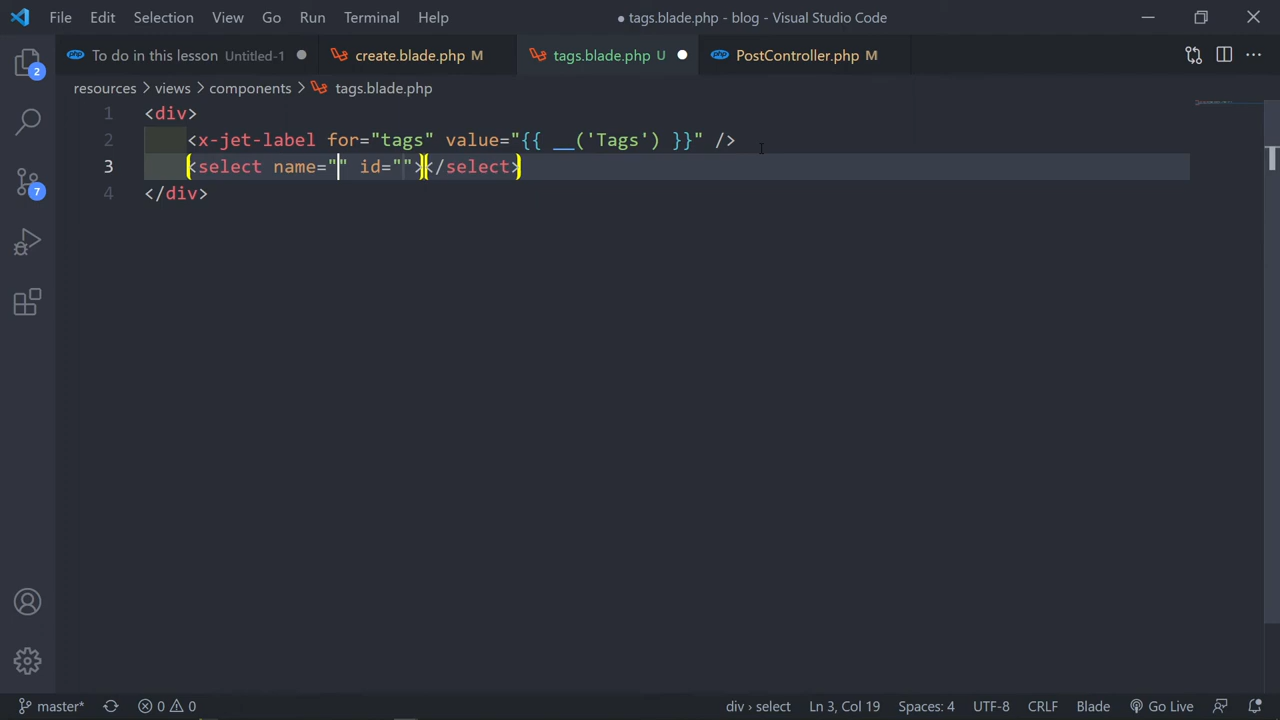 File Edit Selection View Go Run Terminal Help ● tags.blade.php - blog - Visual Studio Code
To do in this lesson Untitled-1 ● create.blade.php M tags.blade.php U ● php PostController.php M ...
resources > views > components > tags.blade.php
1 <div>
2 <x-jet-label for="tags" value="{{ __('Tags') }}" />
3 <select name="" id=""></select>
4 </div>
2
7
master* 0 0 div > select Ln 3, Col 19 Spaces: 4 UTF-8 CRLF Blade Go Live